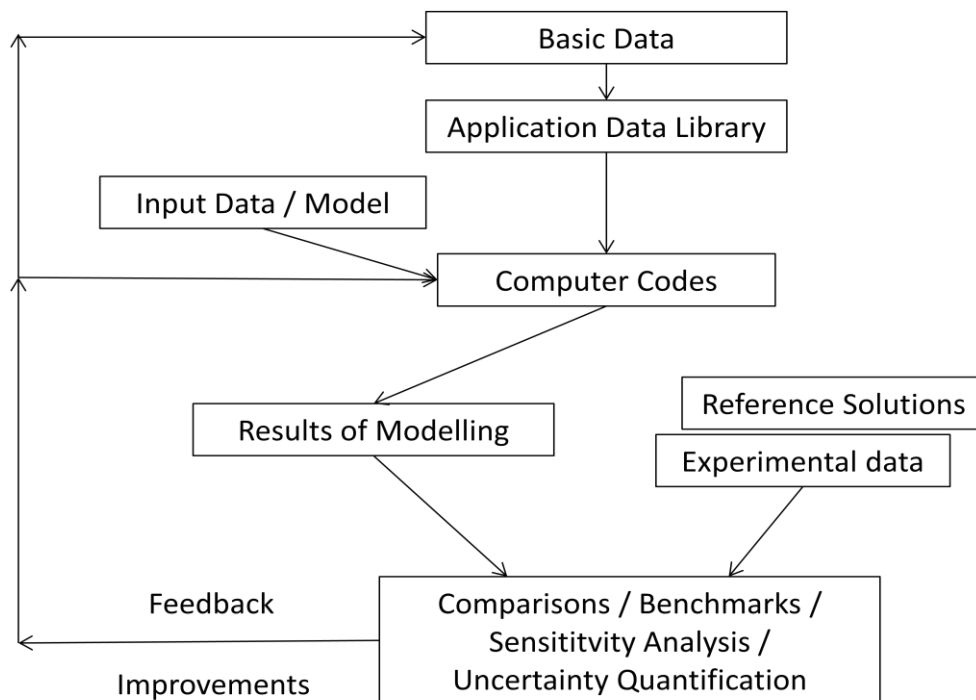 Basic Data
Application Data Library
Input Data / Model
Computer Codes
Reference Solutions
Results of Modelling
Experimental data
Feedback
Comparisons / Benchmarks /
Sensititvity Analysis /
Uncertainty Quantification
Improvements